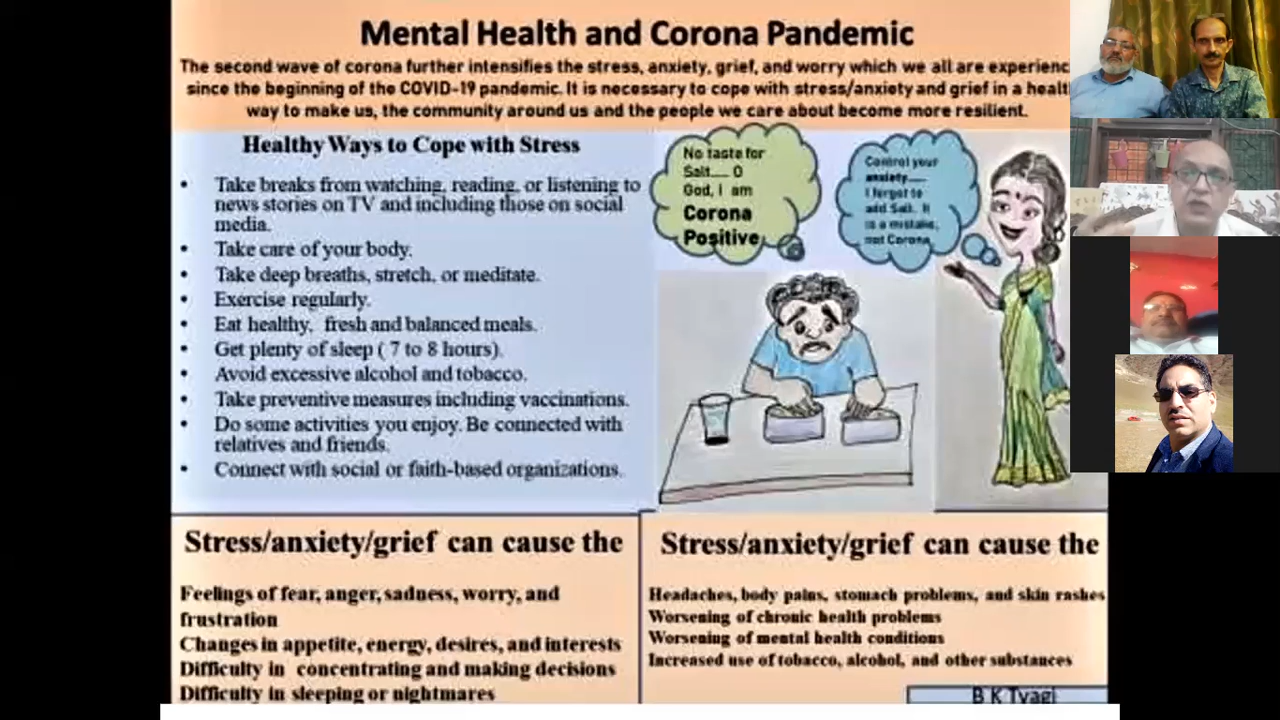 Mental Health and Corona Pandemic
The second wave of corona further intensifies the stress, anxiety, grief, and worry which we all are experienc
since the beginning of the COVID-19 pandemic. It is necessary to cope with stress/anxiety and grief in a healt
way to make us, the community around us and the people we care about become more resilient.
Healthy Ways to Cope with Stress
• Take breaks from watching, reading, or listening to
news stories on TV and including those on social
media.
• Take care of your body.
• Take deep breaths, stretch, or meditate.
• Exercise regularly.
• Eat healthy, fresh and balanced meals.
• Get plenty of sleep ( 7 to 8 hours).
• Avoid excessive alcohol and tobacco.
• Take preventive measures including vaccinations.
• Do some activities you enjoy. Be connected with
relatives and friends.
• Connect with social or faith-based organizations.
No taste for
Salt.... O
God, I am
Corona
Positive
Control your
anxiety.....
I forgot to
add Salt. It
is a mistake,
not Corona
Stress/anxiety/grief can cause the
Feelings of fear, anger, sadness, worry, and
frustration
Changes in appetite, energy, desires, and interests
Difficulty in concentrating and making decisions
Difficulty in sleeping or nightmares
Stress/anxiety/grief can cause the
Headaches, body pains, stomach problems, and skin rashes
Worsening of chronic health problems
Worsening of mental health conditions
Increased use of tobacco, alcohol, and other substances
B K Tyagi